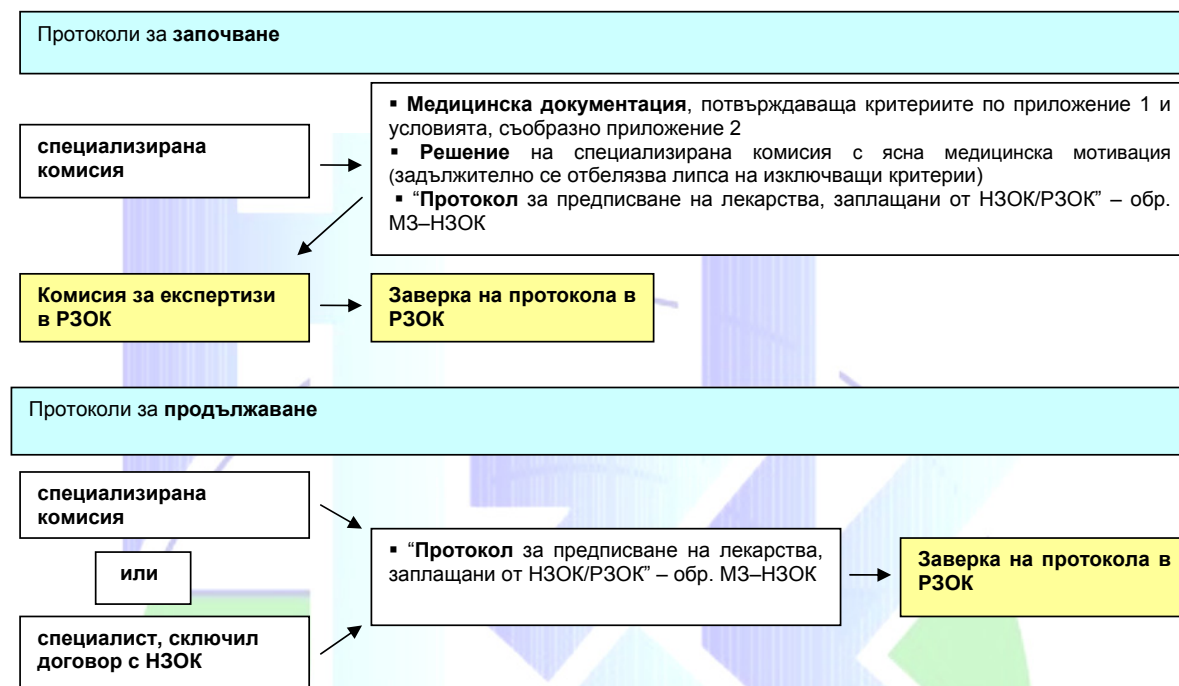 Протоколи за започване
специализирана
комисия
▪ Медицинска документация, потвърждаваща критериите по приложение 1 и
условията, съобразно приложение 2
▪ Решение на специализирана комисия с ясна медицинска мотивация
(задължително се отбелязва липса на изключващи критерии)
▪ “Протокол за предписване на лекарства, заплащани от НЗОК/РЗОК” – обр.
МЗ–НЗОК
Комисия за експертизи
в РЗОК
Заверка на протокола в
РЗОК
Протоколи за продължаване
специализирана
комисия
или
специалист, сключил
договор с НЗОК
▪ “Протокол за предписване на лекарства,
заплащани от НЗОК/РЗОК” – обр. МЗ–НЗОК
Заверка на протокола в
РЗОК